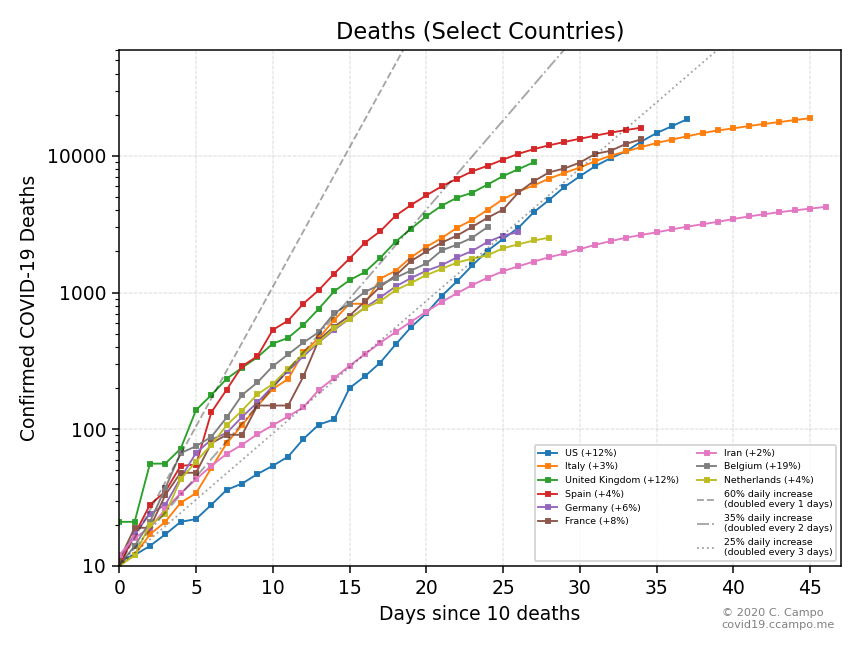 Deaths (Select Countries)
Confirmed COVID-19 Deaths
10000
1000
100
10
0 5 10 15 20 25 30 35 40 45
Days since 10 deaths
US (+12%)
Italy (+3%)
United Kingdom (+12%)
Spain (+4%)
Germany (+6%)
France (+8%)
Iran (+2%)
Belgium (+19%)
Netherlands (+4%)
60% daily increase
(doubled every 1 days)
35% daily increase
(doubled every 2 days)
25% daily increase
(doubled every 3 days)
© 2020 C. Campo
covid19.ccampo.me